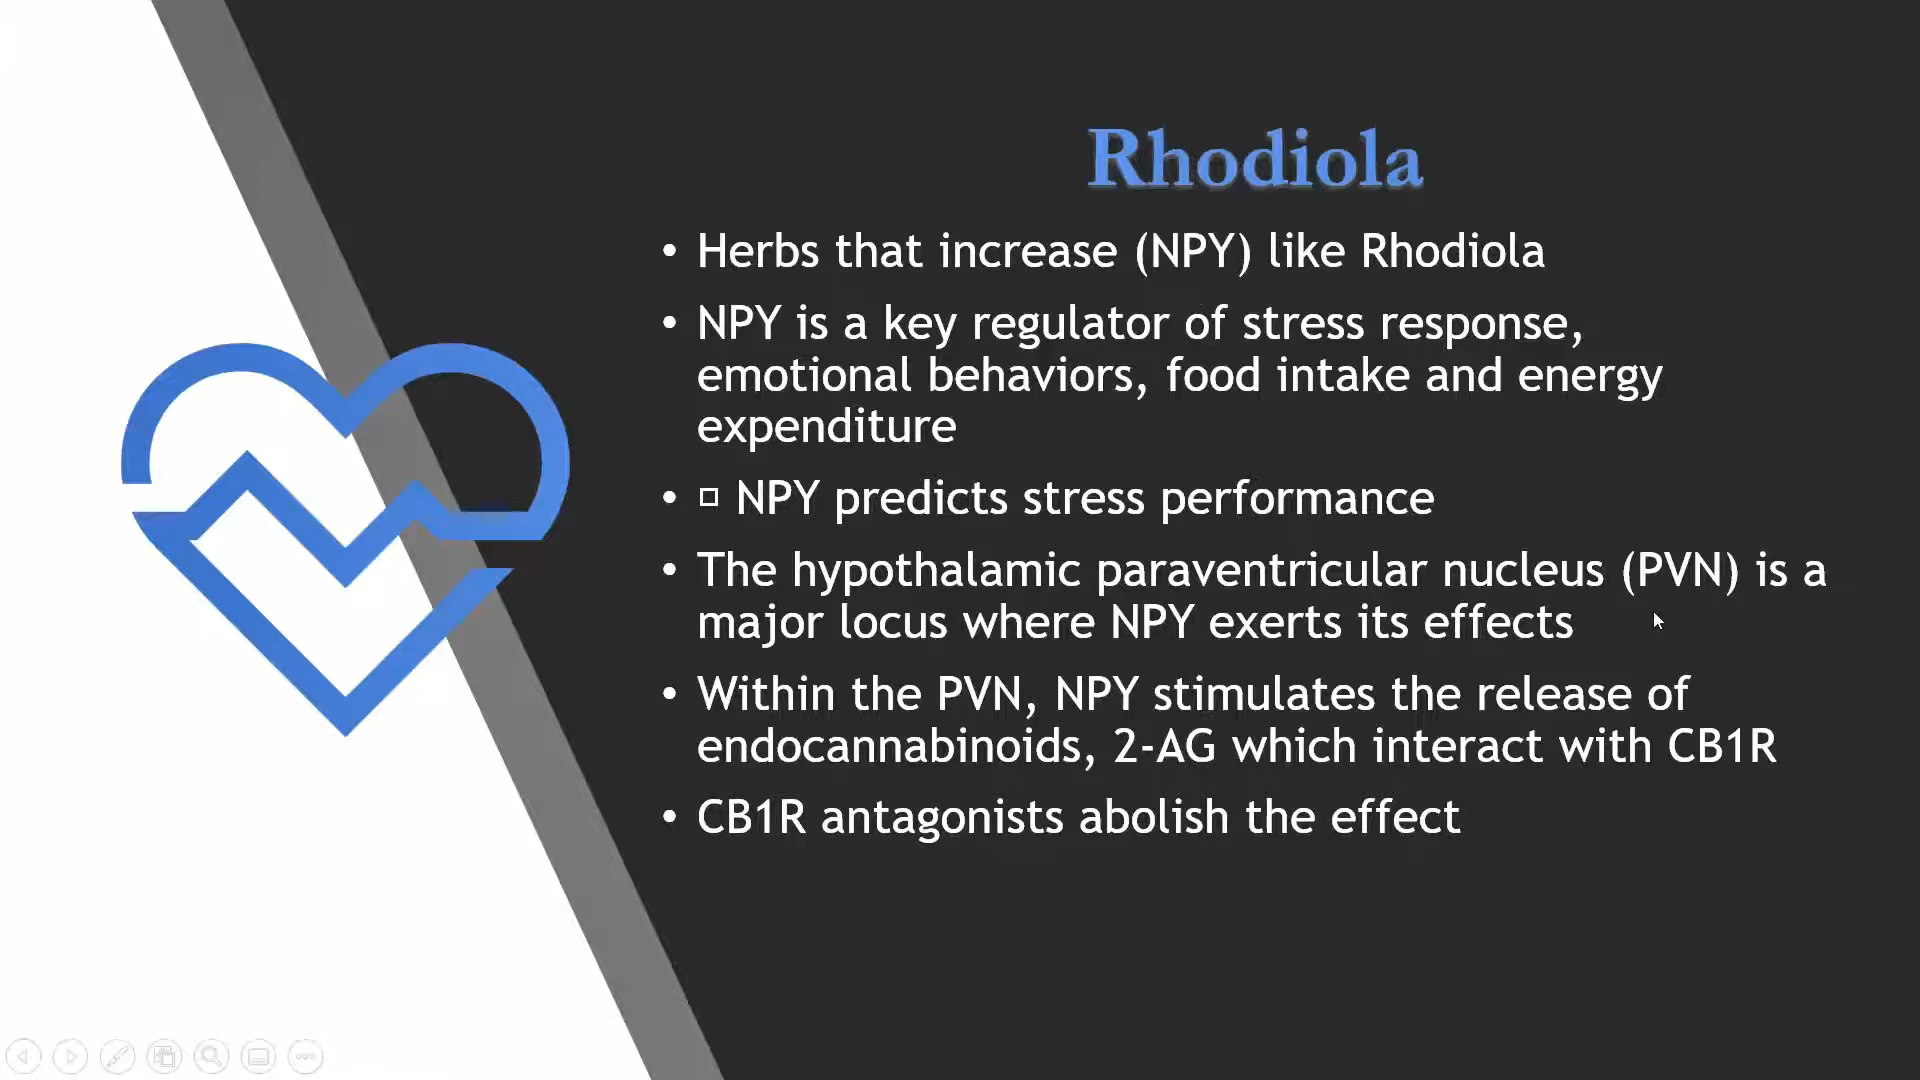 Rhodiola
• Herbs that increase (NPY) like Rhodiola
• NPY is a key regulator of stress response,
emotional behaviors, food intake and energy
expenditure
• □ NPY predicts stress performance
• The hypothalamic paraventricular nucleus (PVN) is a
major locus where NPY exerts its effects
• Within the PVN, NPY stimulates the release of
endocannabinoids, 2-AG which interact with CB1R
• CB1R antagonists abolish the effect